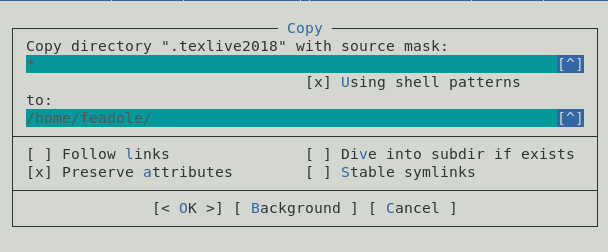 Copy
Copy directory ".texlive2018" with source mask:
* [^]
[x] Using shell patterns
to:
/home/feadole/ [^]
[ ] Follow links [ ] Dive into subdir if exists
[x] Preserve attributes [ ] Stable symlinks
[< OK >] [ Background ] [ Cancel ]